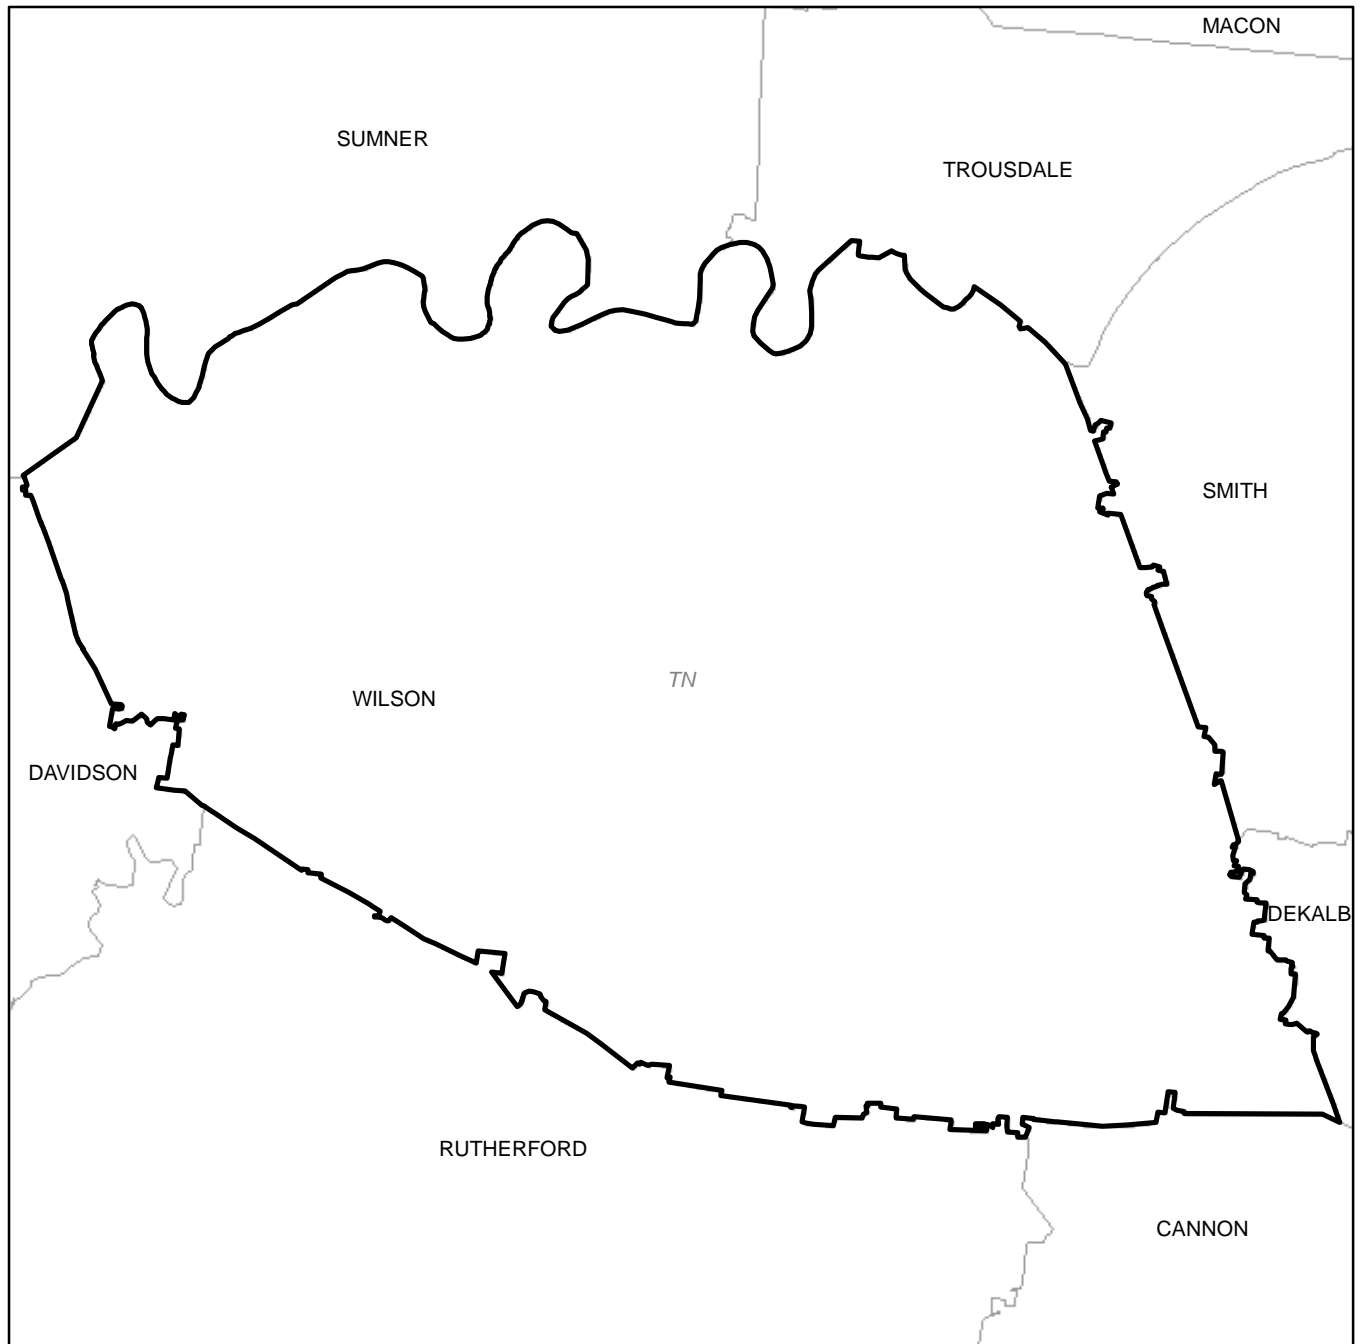 MACON
SUMNER
TROUSDALE
SMITH
TN
WILSON
DAVIDSON
DEKALB
RUTHERFORD
CANNON